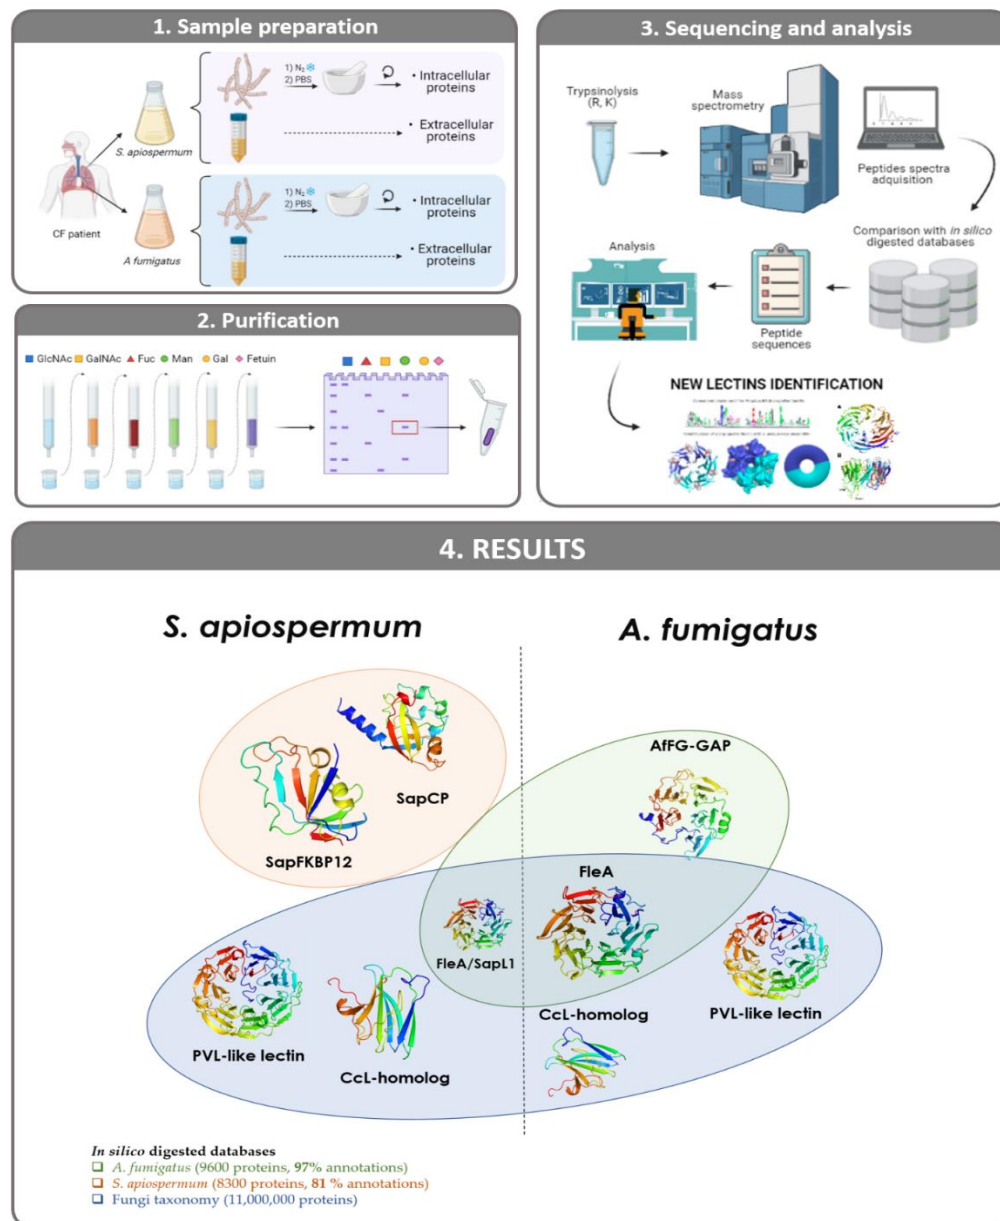 1. Sample preparation
S. apiospermum
CF patient
A fumigatus
1) N₂
2) PBS
• Intracellular
proteins
• Extracellular
proteins
1) N₂
2) PBS
• Intracellular
proteins
• Extracellular
proteins
2. Purification
GlcNAc GalNAc Fuc Man Gal Fetuin
3. Sequencing and analysis
Trypsinolysis
(R, K)
Mass
spectrometry
Peptides spectra
adquisition
Comparison with in silico
digested databases
Analysis
Peptide
sequences
NEW LECTINS IDENTIFICATION
A
B
4. RESULTS
S. apiospermum
A. fumigatus
AfFG-GAP
SapCP
SapFKBP12
FleA
FleA/SapL1
PVL-like lectin
CcL-homolog
CcL-homolog
PVL-like lectin
In silico digested databases
A. fumigatus (9600 proteins, 97% annotations)
S. apiospermum (8300 proteins, 81 % annotations)
Fungi taxonomy (11,000,000 proteins)